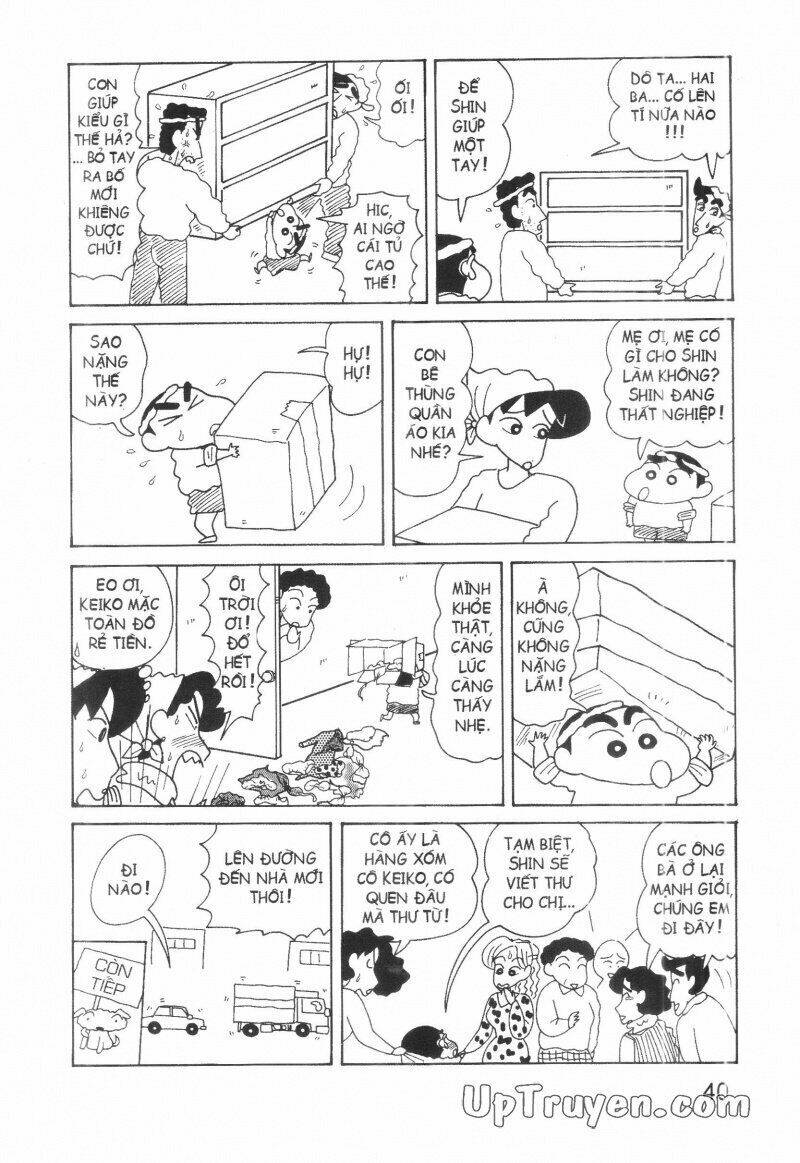 DÔ TA... HAI
BA... CỐ LÊN
TÍ NỮA NÀO
!!!
ĐỂ
SHIN
GIÚP
MỘT
TAY!
ỐI
ỐI!
CON
GIÚP
KIỂU GÌ
THẾ HẢ?
... BỎ TAY
RA BỐ
MỚI
KHIÊNG
ĐƯỢC
CHỨ!
HIC,
AI NGỜ
CÁI TỦ
CAO
THẾ!
MẸ ƠI, MẸ CÓ
GÌ CHO SHIN
LÀM KHÔNG?
SHIN ĐANG
THẤT NGHIỆP!
CON
BÊ
THÙNG
QUẦN
ÁO KIA
NHÉ?
HỰ!
HỰ!
SAO
NẶNG
THẾ
NÀY?
À
KHÔNG,
CŨNG
KHÔNG
NẶNG
LẮM!
MÌNH
KHỎE
THẬT,
CÀNG
LÚC
CÀNG
THẤY
NHẸ.
ÔI
TRỜI
ƠI!
ĐỔ
HẾT
RỒI!
EO ƠI,
KEIKO MẶC
TOÀN ĐỒ
RẺ TIỀN.
CÁC ÔNG
BÀ Ở LẠI
MẠNH GIỎI,
CHÚNG EM
ĐI ĐÂY!
TẠM BIỆT,
SHIN SẼ
VIẾT THƯ
CHO CHỊ...
CÔ ẤY LÀ
HÀNG XÓM
CÔ KEIKO, CÓ
QUEN ĐÂU
MÀ THƯ TỪ!
LÊN ĐƯỜNG
ĐẾN NHÀ MỚI
THÔI!
ĐI
NÀO!
CÒN
TIẾP
40
UpTruyen.com